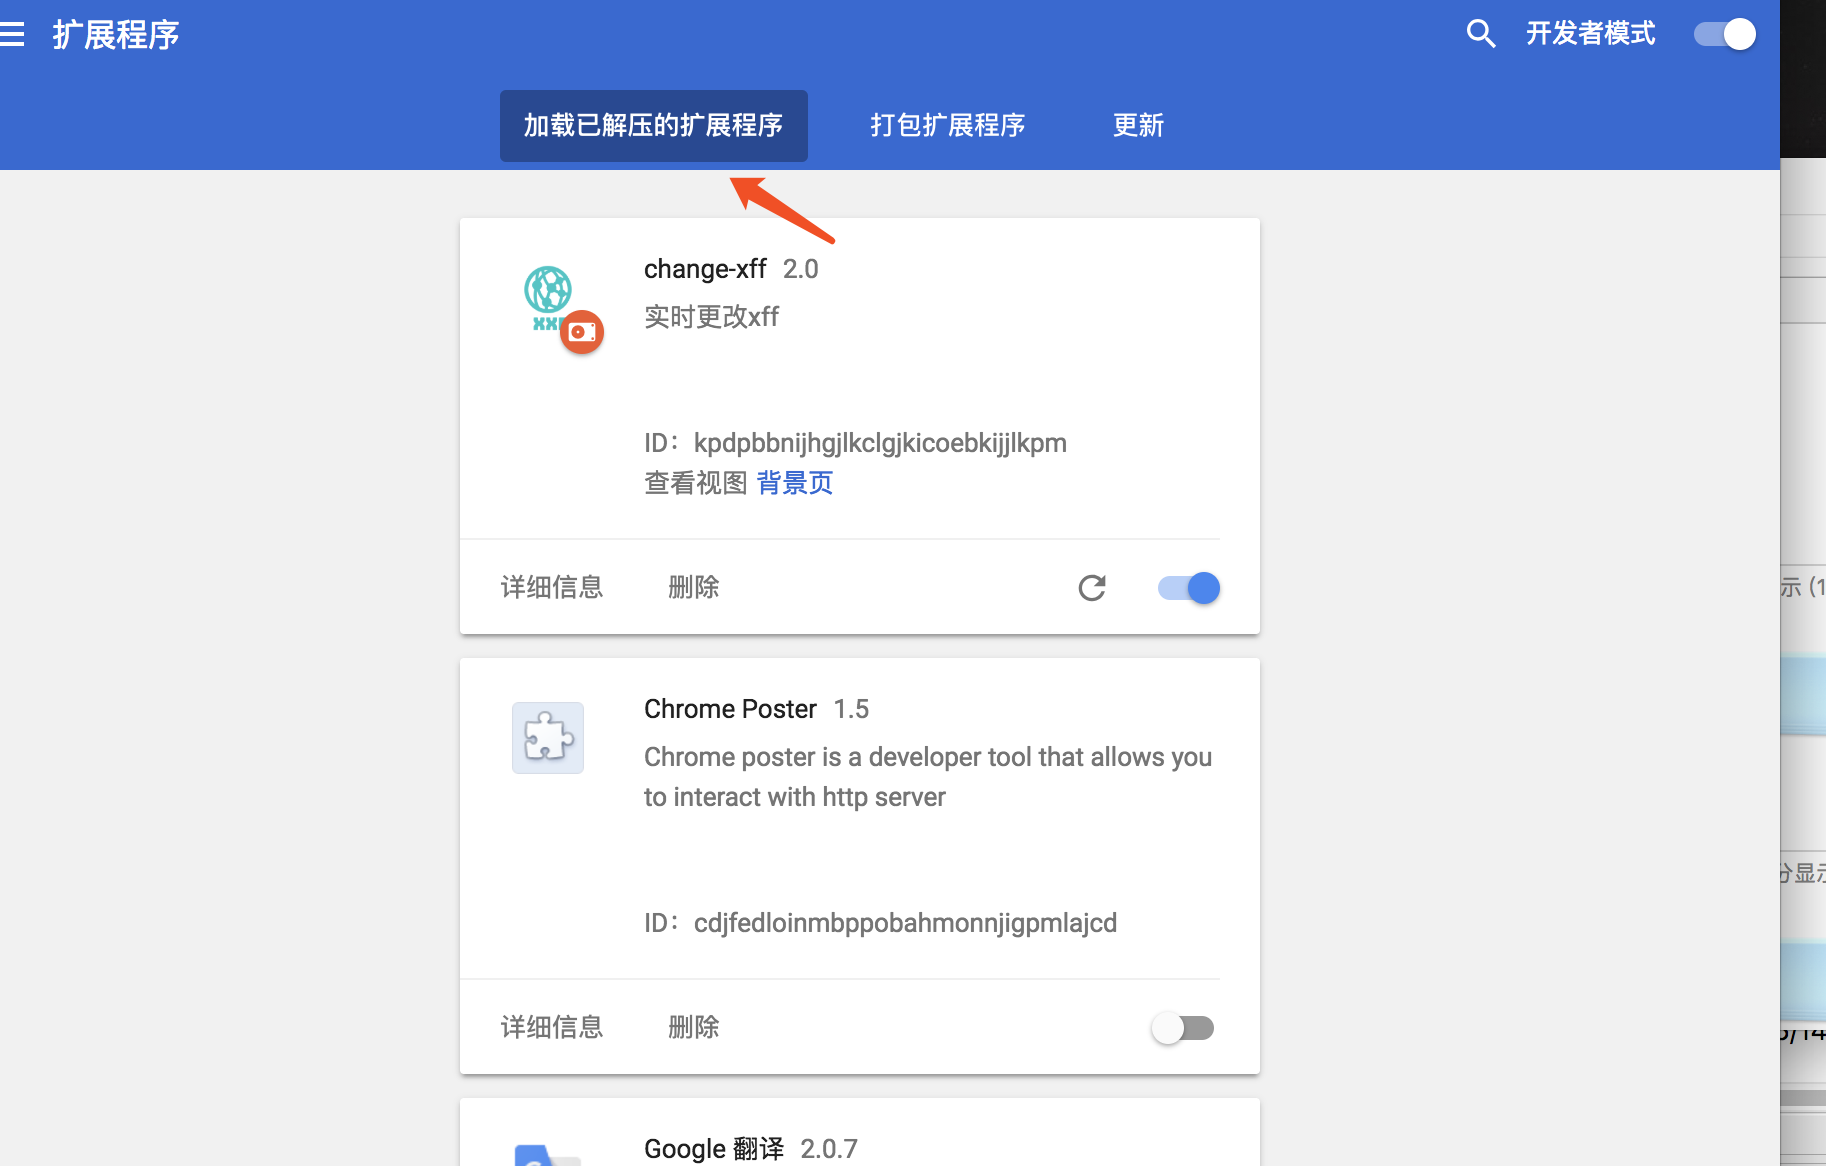 扩展程序
开发者模式
加载已解压的扩展程序
打包扩展程序
更新
change-xff 2.0
实时更改xff
ID：kpdpbbnijhgjlkclgjkicoebkijjlkpm
查看视图 背景页
详细信息
删除
示 (1
Chrome Poster 1.5
Chrome poster is a developer tool that allows you
to interact with http server
分显示
ID：cdjfedloinmbppobahmonnjigpmlajcd
详细信息
删除
/14
Google 翻译 2.0.7